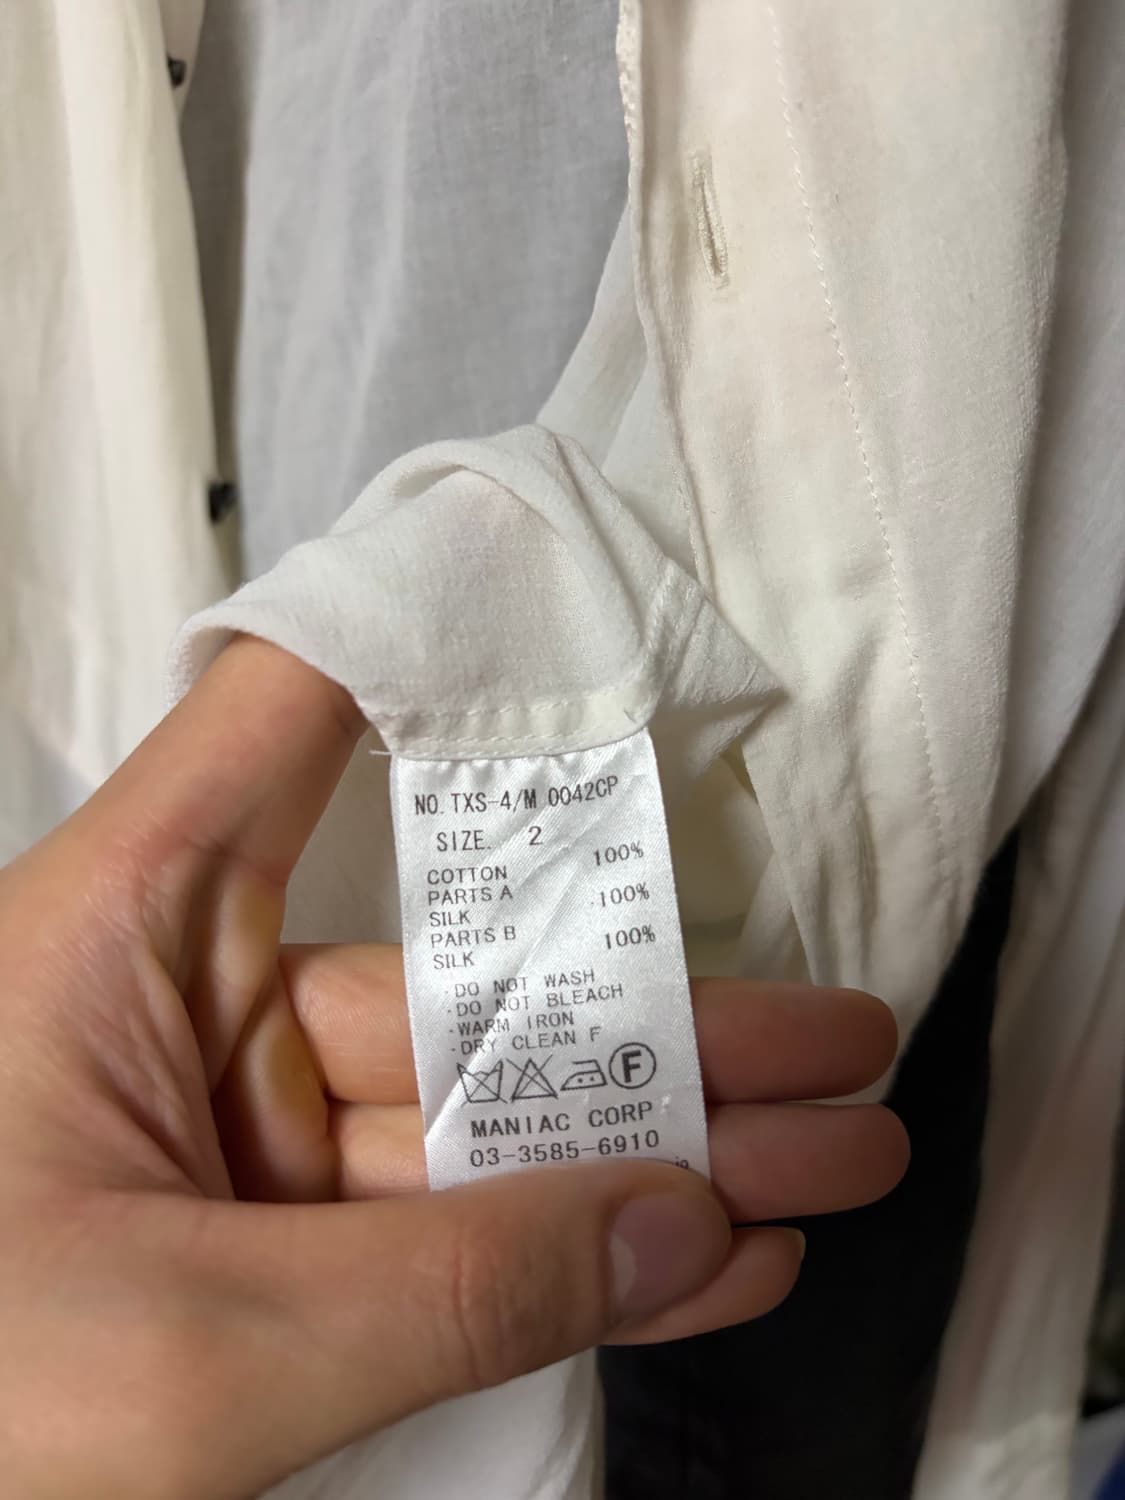 NO. TXS-4/M 0042CP
SIZE. 2
COTTON 100%
PARTS A
SILK 100%
PARTS B
SILK 100%
·DO NOT WASH
·DO NOT BLEACH
·WARM IRON
·DRY CLEAN F
F
MANIAC CORP
03-3585-6910